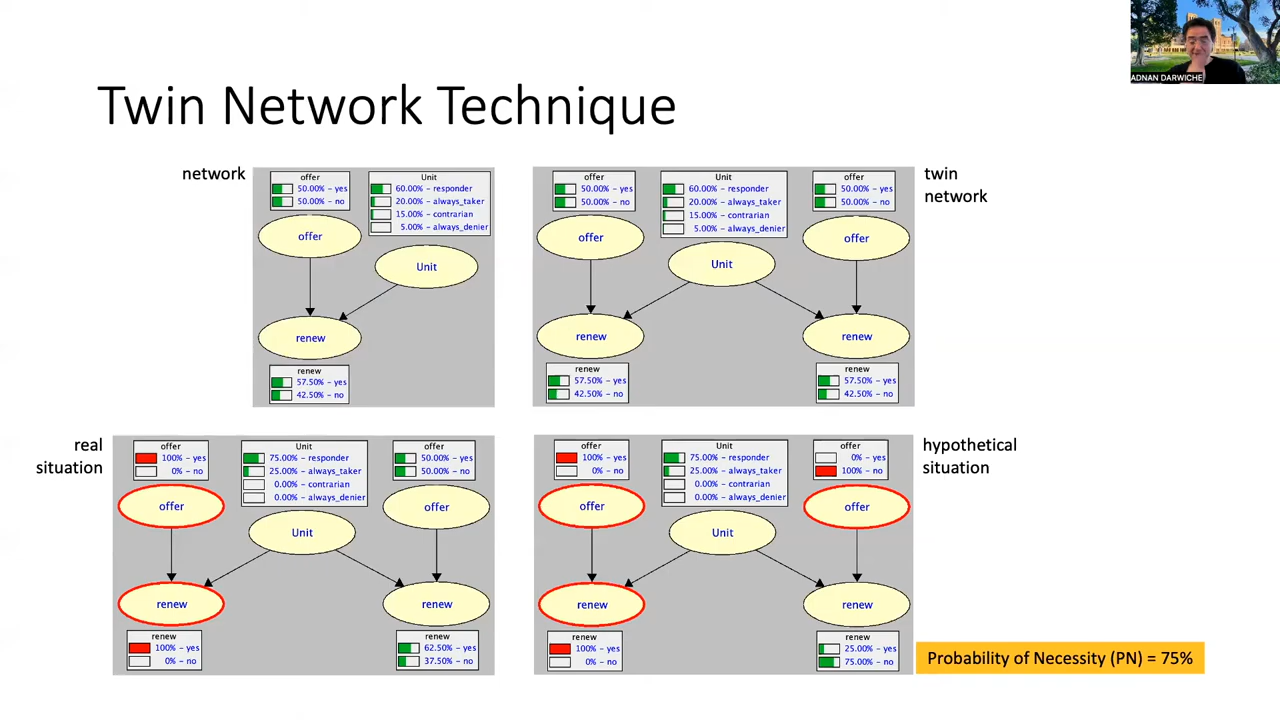 ADNAN DARWICHE
Twin Network Technique
network
offer
50.00% - yes
50.00% - no
Unit
60.00% - responder
20.00% - always_taker
15.00% - contrarian
5.00% - always_denier
offer
Unit
renew
renew
57.50% - yes
42.50% - no
twin
network
offer
50.00% - yes
50.00% - no
Unit
60.00% - responder
20.00% - always_taker
15.00% - contrarian
5.00% - always_denier
offer
50.00% - yes
50.00% - no
offer
Unit
offer
renew
renew
renew
57.50% - yes
42.50% - no
renew
57.50% - yes
42.50% - no
real
situation
offer
100% - yes
0% - no
Unit
75.00% - responder
25.00% - always_taker
0.00% - contrarian
0.00% - always_denier
offer
50.00% - yes
50.00% - no
offer
Unit
offer
renew
renew
renew
100% - yes
0% - no
renew
62.50% - yes
37.50% - no
hypothetical
situation
offer
100% - yes
0% - no
Unit
75.00% - responder
25.00% - always_taker
0.00% - contrarian
0.00% - always_denier
offer
0% - yes
100% - no
offer
Unit
offer
renew
renew
renew
100% - yes
0% - no
renew
25.00% - yes
75.00% - no
Probability of Necessity (PN) = 75%